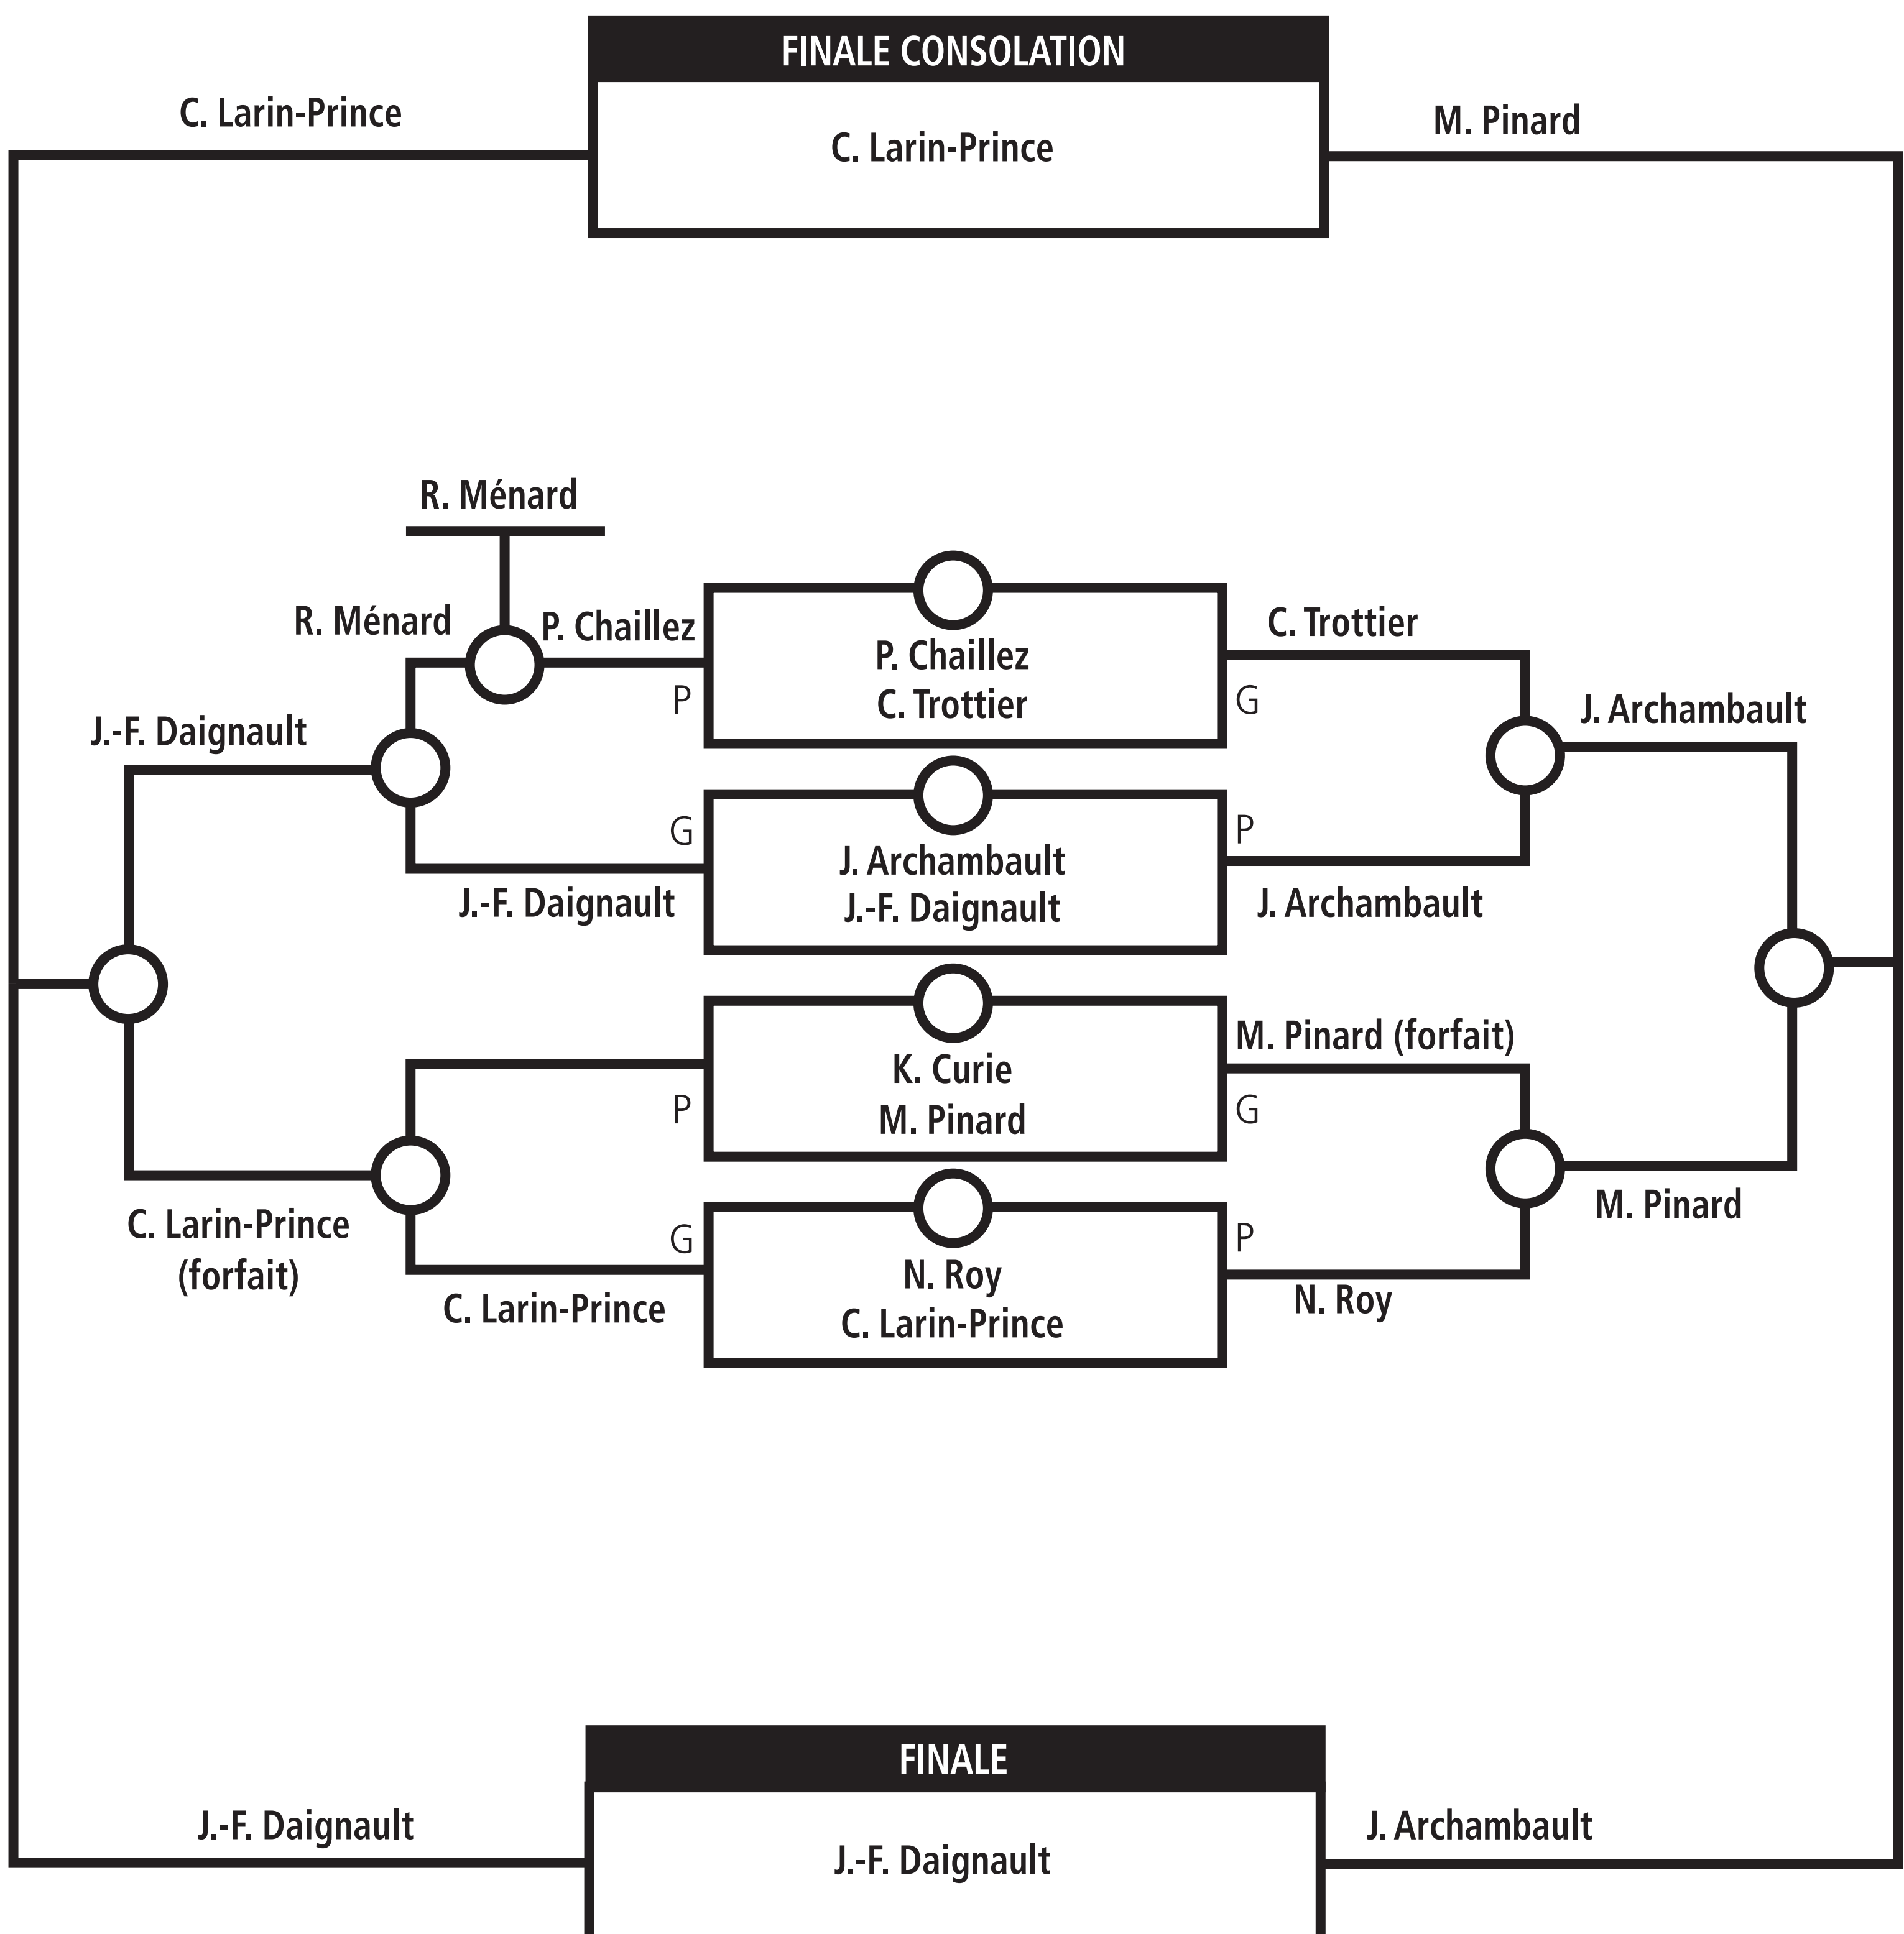 FINALE CONSOLATION
C. Larin-Prince
C. Larin-Prince
M. Pinard
R. Ménard
R. Ménard
P. Chaillez
P. Chaillez
C. Trottier
C. Trottier
P
G
J.-F. Daignault
J. Archambault
G
P
J. Archambault
J.-F. Daignault
J.-F. Daignault
J. Archambault
M. Pinard (forfait)
K. Curie
M. Pinard
P
G
C. Larin-Prince
(forfait)
M. Pinard
G
P
N. Roy
C. Larin-Prince
C. Larin-Prince
N. Roy
FINALE
J.-F. Daignault
J.-F. Daignault
J. Archambault